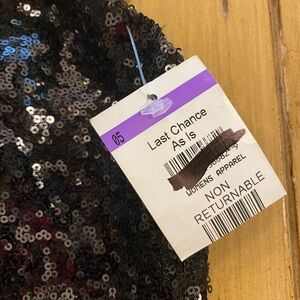 05
Last Chance
As Is
WOMENS APPAREL
NON
RETURNABLE